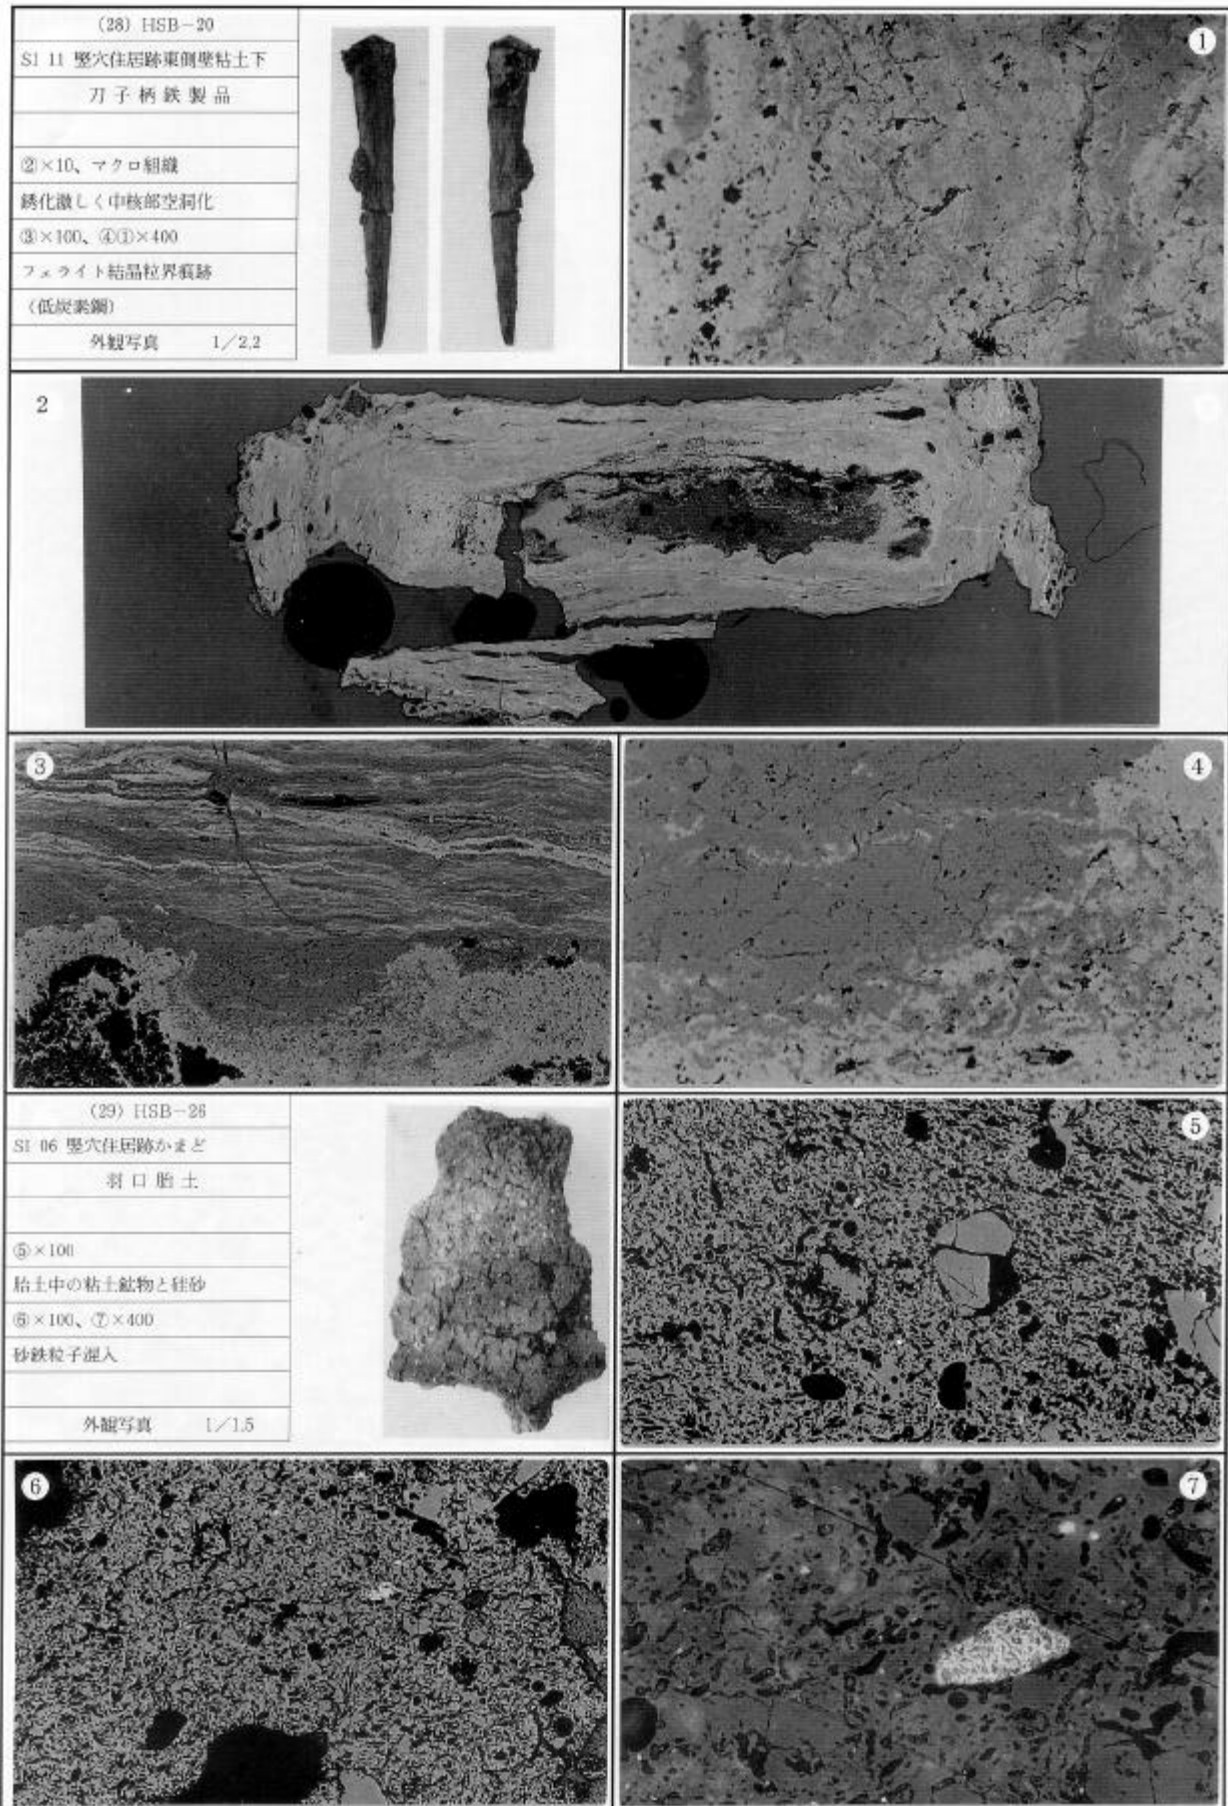 (28) HSB-20
SI 11 竪穴住居跡東側壁粘土下
刀子柄鉄製品
②×10、マクロ組織
銹化激しく中核部空洞化
③×100、④①×400
フェライト結晶粒界痕跡
(低炭素鋼)
外観写真 1/2.2
①
2
③
④
(29) HSB-26
SI 06 竪穴住居跡かまど
羽口胎土
⑤×100
胎土中の粘土鉱物と硅砂
⑥×100、⑦×400
砂鉄粒子混入
外観写真 1/1.5
⑤
⑥
⑦